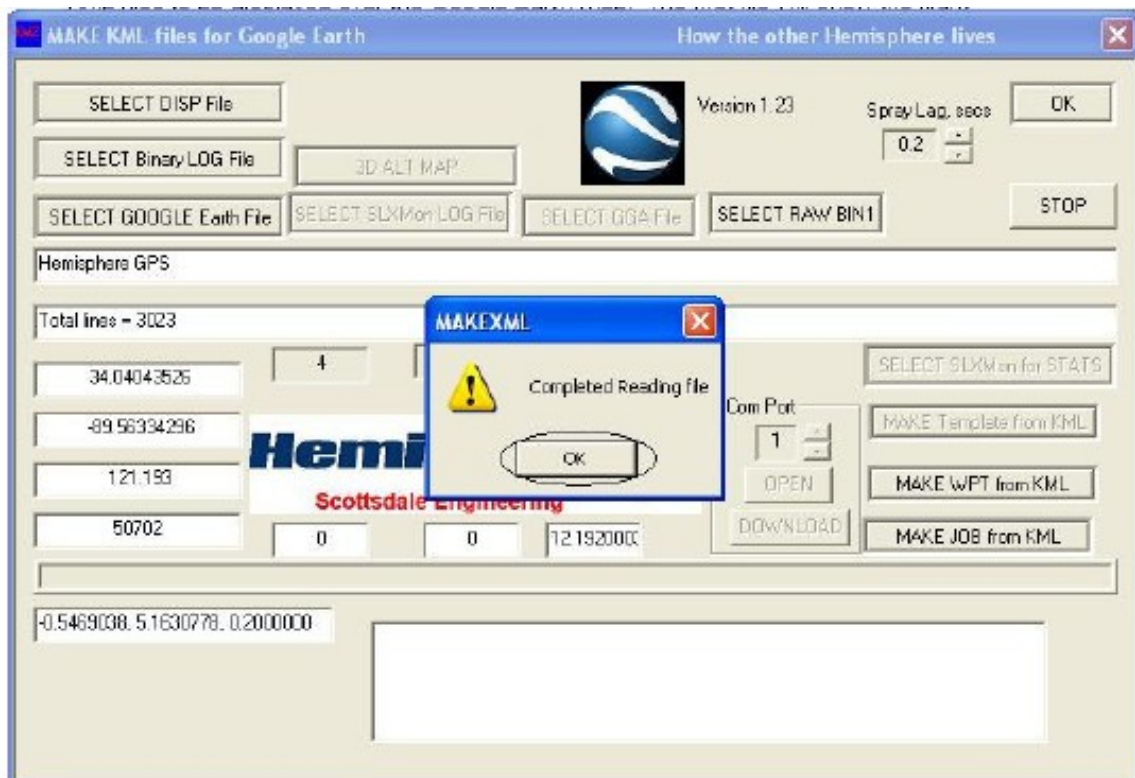 MAKE KML files for Google Earth How the other Hemisphere lives
SELECT DISP File
Version 1.23
Spray Lag, secs
OK
SELECT Binary LOG File
3D ALT MAP
0.2
SELECT GOOGLE Earth File
SELECT SLXMon LOG File
SELECT GGA File
SELECT RAW BIN1
STOP
Hemisphere GPS
Total lines = 3023
MAKEXML
Completed Reading file
OK
34.04043526
4
SELECT SLXMon for STATS
-89.56334296
Com Port
1
MAKE Template from KML
Hemi
121.193
OPEN
MAKE WPT from KML
Scottsdale Engineering
50702
0
0
12.192000
DOWNLOAD
MAKE JOB from KML
-0.5469038, 5.1630778, 0.2000000